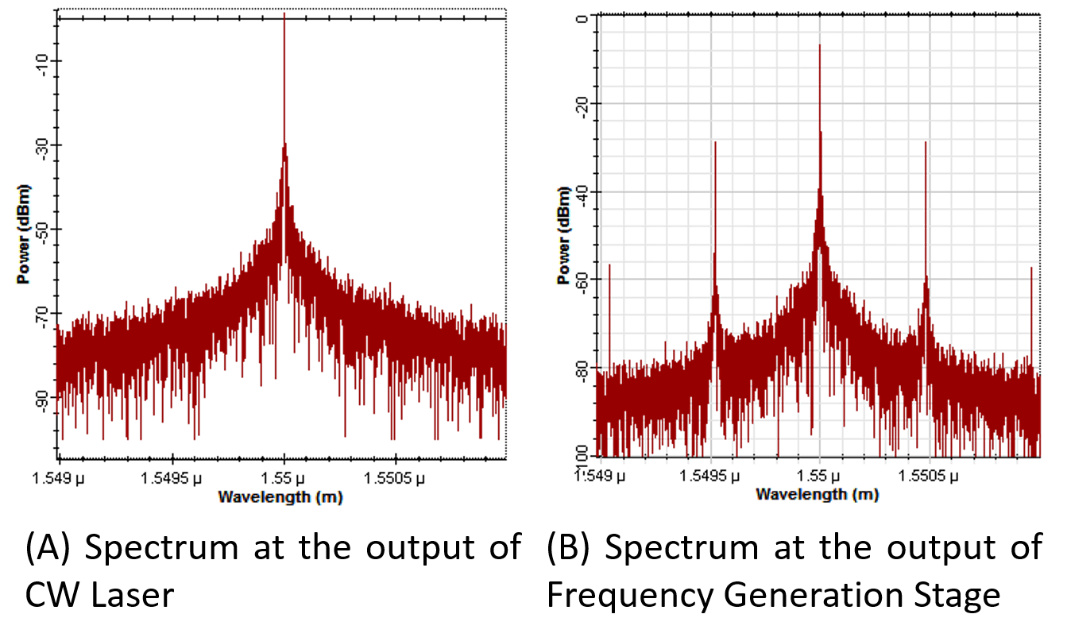 -10
-30
-50
-70
-90
Power (dBm)
1.549 µ 1.5495 µ 1.55 µ 1.5505 µ
Wavelength (m)
0
-20
-40
-60
-80
Power (dBm)
1.549 µ 1.5495 µ 1.55 µ 1.5505 µ
Wavelength (m)
(A) Spectrum at the output of
CW Laser
(B) Spectrum at the output of
Frequency Generation Stage